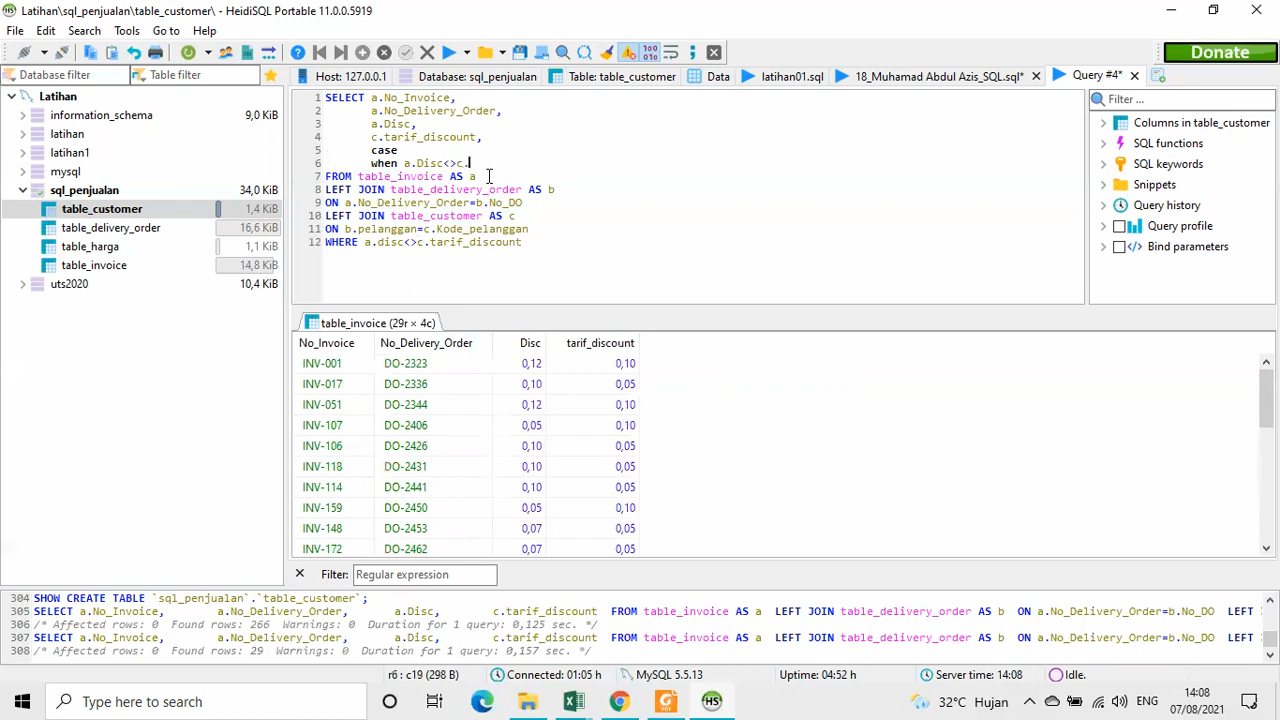 Latihan\sql_penjualan\table_customer\ - HeidiSQL Portable 11.0.0.5919
File Edit Search Tools Go to Help
Donate
Database filter Table filter
Host: 127.0.0.1 Database: sql_penjualan Table: table_customer Data latihan01.sql 18_Muhamad Abdul Azis_SQL.sql* Query #4*
Latihan
information_schema 9,0 KiB
latihan
latihan1
mysql
sql_penjualan 34,0 KiB
table_customer 1,4 KiB
table_delivery_order 16,6 KiB
table_harga 1,1 KiB
table_invoice 14,8 KiB
uts2020 10,4 KiB
1 SELECT a.No_Invoice,
2 a.No_Delivery_Order,
3 a.Disc,
4 c.tarif_discount,
5 case
6 when a.Disc<>c.
7 FROM table_invoice AS a
8 LEFT JOIN table_delivery_order AS b
9 ON a.No_Delivery_Order=b.No_DO
10 LEFT JOIN table_customer AS c
11 ON b.pelanggan=c.Kode_pelanggan
12 WHERE a.disc<>c.tarif_discount
Filter ...
Columns in table_customer
SQL functions
SQL keywords
Snippets
Query history
Query profile
Bind parameters
table_invoice (29r × 4c)
No_Invoice No_Delivery_Order Disc tarif_discount
INV-001 DO-2323 0,12 0,10
INV-017 DO-2336 0,10 0,05
INV-051 DO-2344 0,12 0,10
INV-107 DO-2406 0,05 0,10
INV-106 DO-2426 0,10 0,05
INV-118 DO-2431 0,10 0,05
INV-114 DO-2441 0,10 0,05
INV-159 DO-2450 0,05 0,10
INV-148 DO-2453 0,07 0,05
INV-172 DO-2462 0,07 0,05
Filter: Regular expression
304 SHOW CREATE TABLE `sql_penjualan`.`table_customer`;
305 SELECT a.No_Invoice, a.No_Delivery_Order, a.Disc, c.tarif_discount FROM table_invoice AS a LEFT JOIN table_delivery_order AS b ON a.No_Delivery_Order=b.No_DO LEFT
306 /* Affected rows: 0 Found rows: 266 Warnings: 0 Duration for 1 query: 0,125 sec. */
307 SELECT a.No_Invoice, a.No_Delivery_Order, a.Disc, c.tarif_discount FROM table_invoice AS a LEFT JOIN table_delivery_order AS b ON a.No_Delivery_Order=b.No_DO LEFT
308 /* Affected rows: 0 Found rows: 29 Warnings: 0 Duration for 1 query: 0,157 sec. */
r6 : c19 (298 B) Connected: 01:05 h MySQL 5.5.13 Uptime: 04:52 h Server time: 14:08 Idle.
Type here to search
32°C Hujan ENG 14:08
07/08/2021